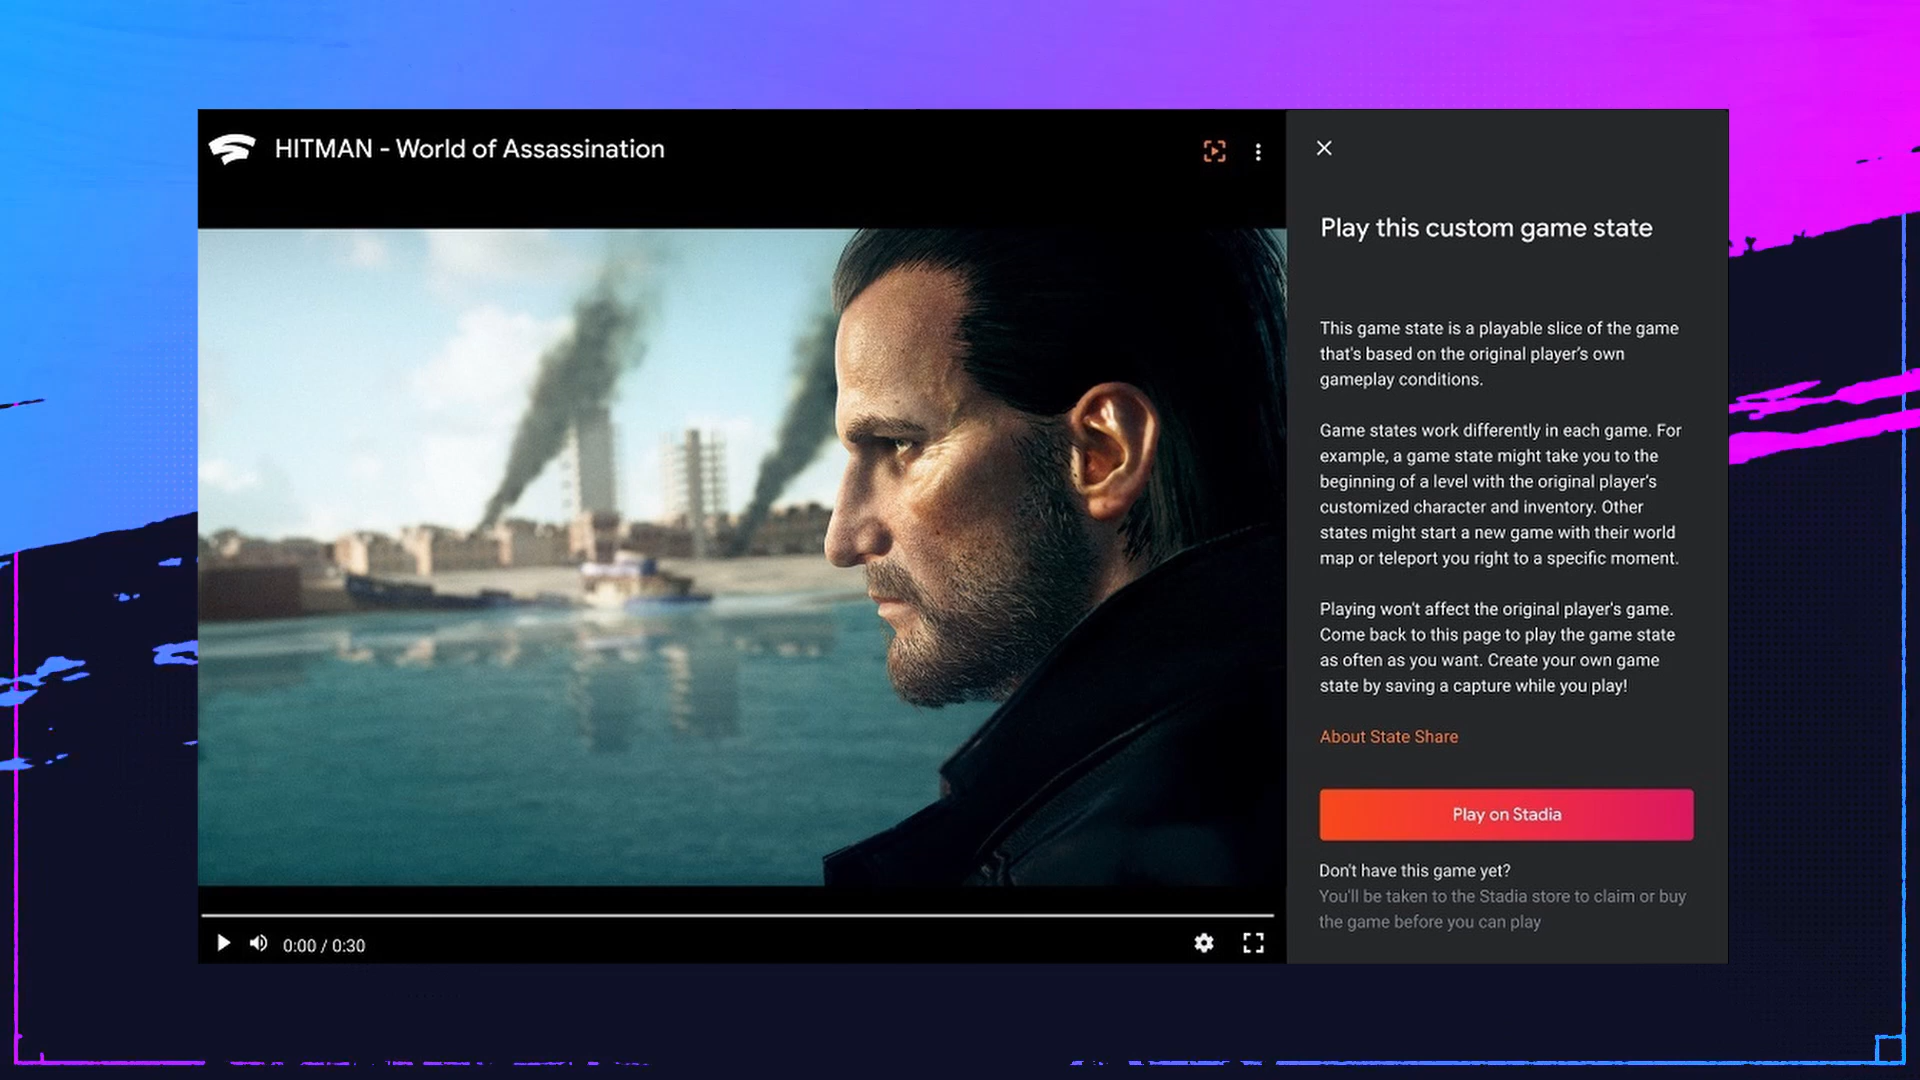 HITMAN - World of Assassination
Play this custom game state
This game state is a playable slice of the game
that's based on the original player's own
gameplay conditions.
Game states work differently in each game. For
example, a game state might take you to the
beginning of a level with the original player's
customized character and inventory. Other
states might start a new game with their world
map or teleport you right to a specific moment.
Playing won't affect the original player's game.
Come back to this page to play the game state
as often as you want. Create your own game
state by saving a capture while you play!
About State Share
Play on Stadia
Don't have this game yet?
You'll be taken to the Stadia store to claim or buy
the game before you can play
0:00 / 0:30